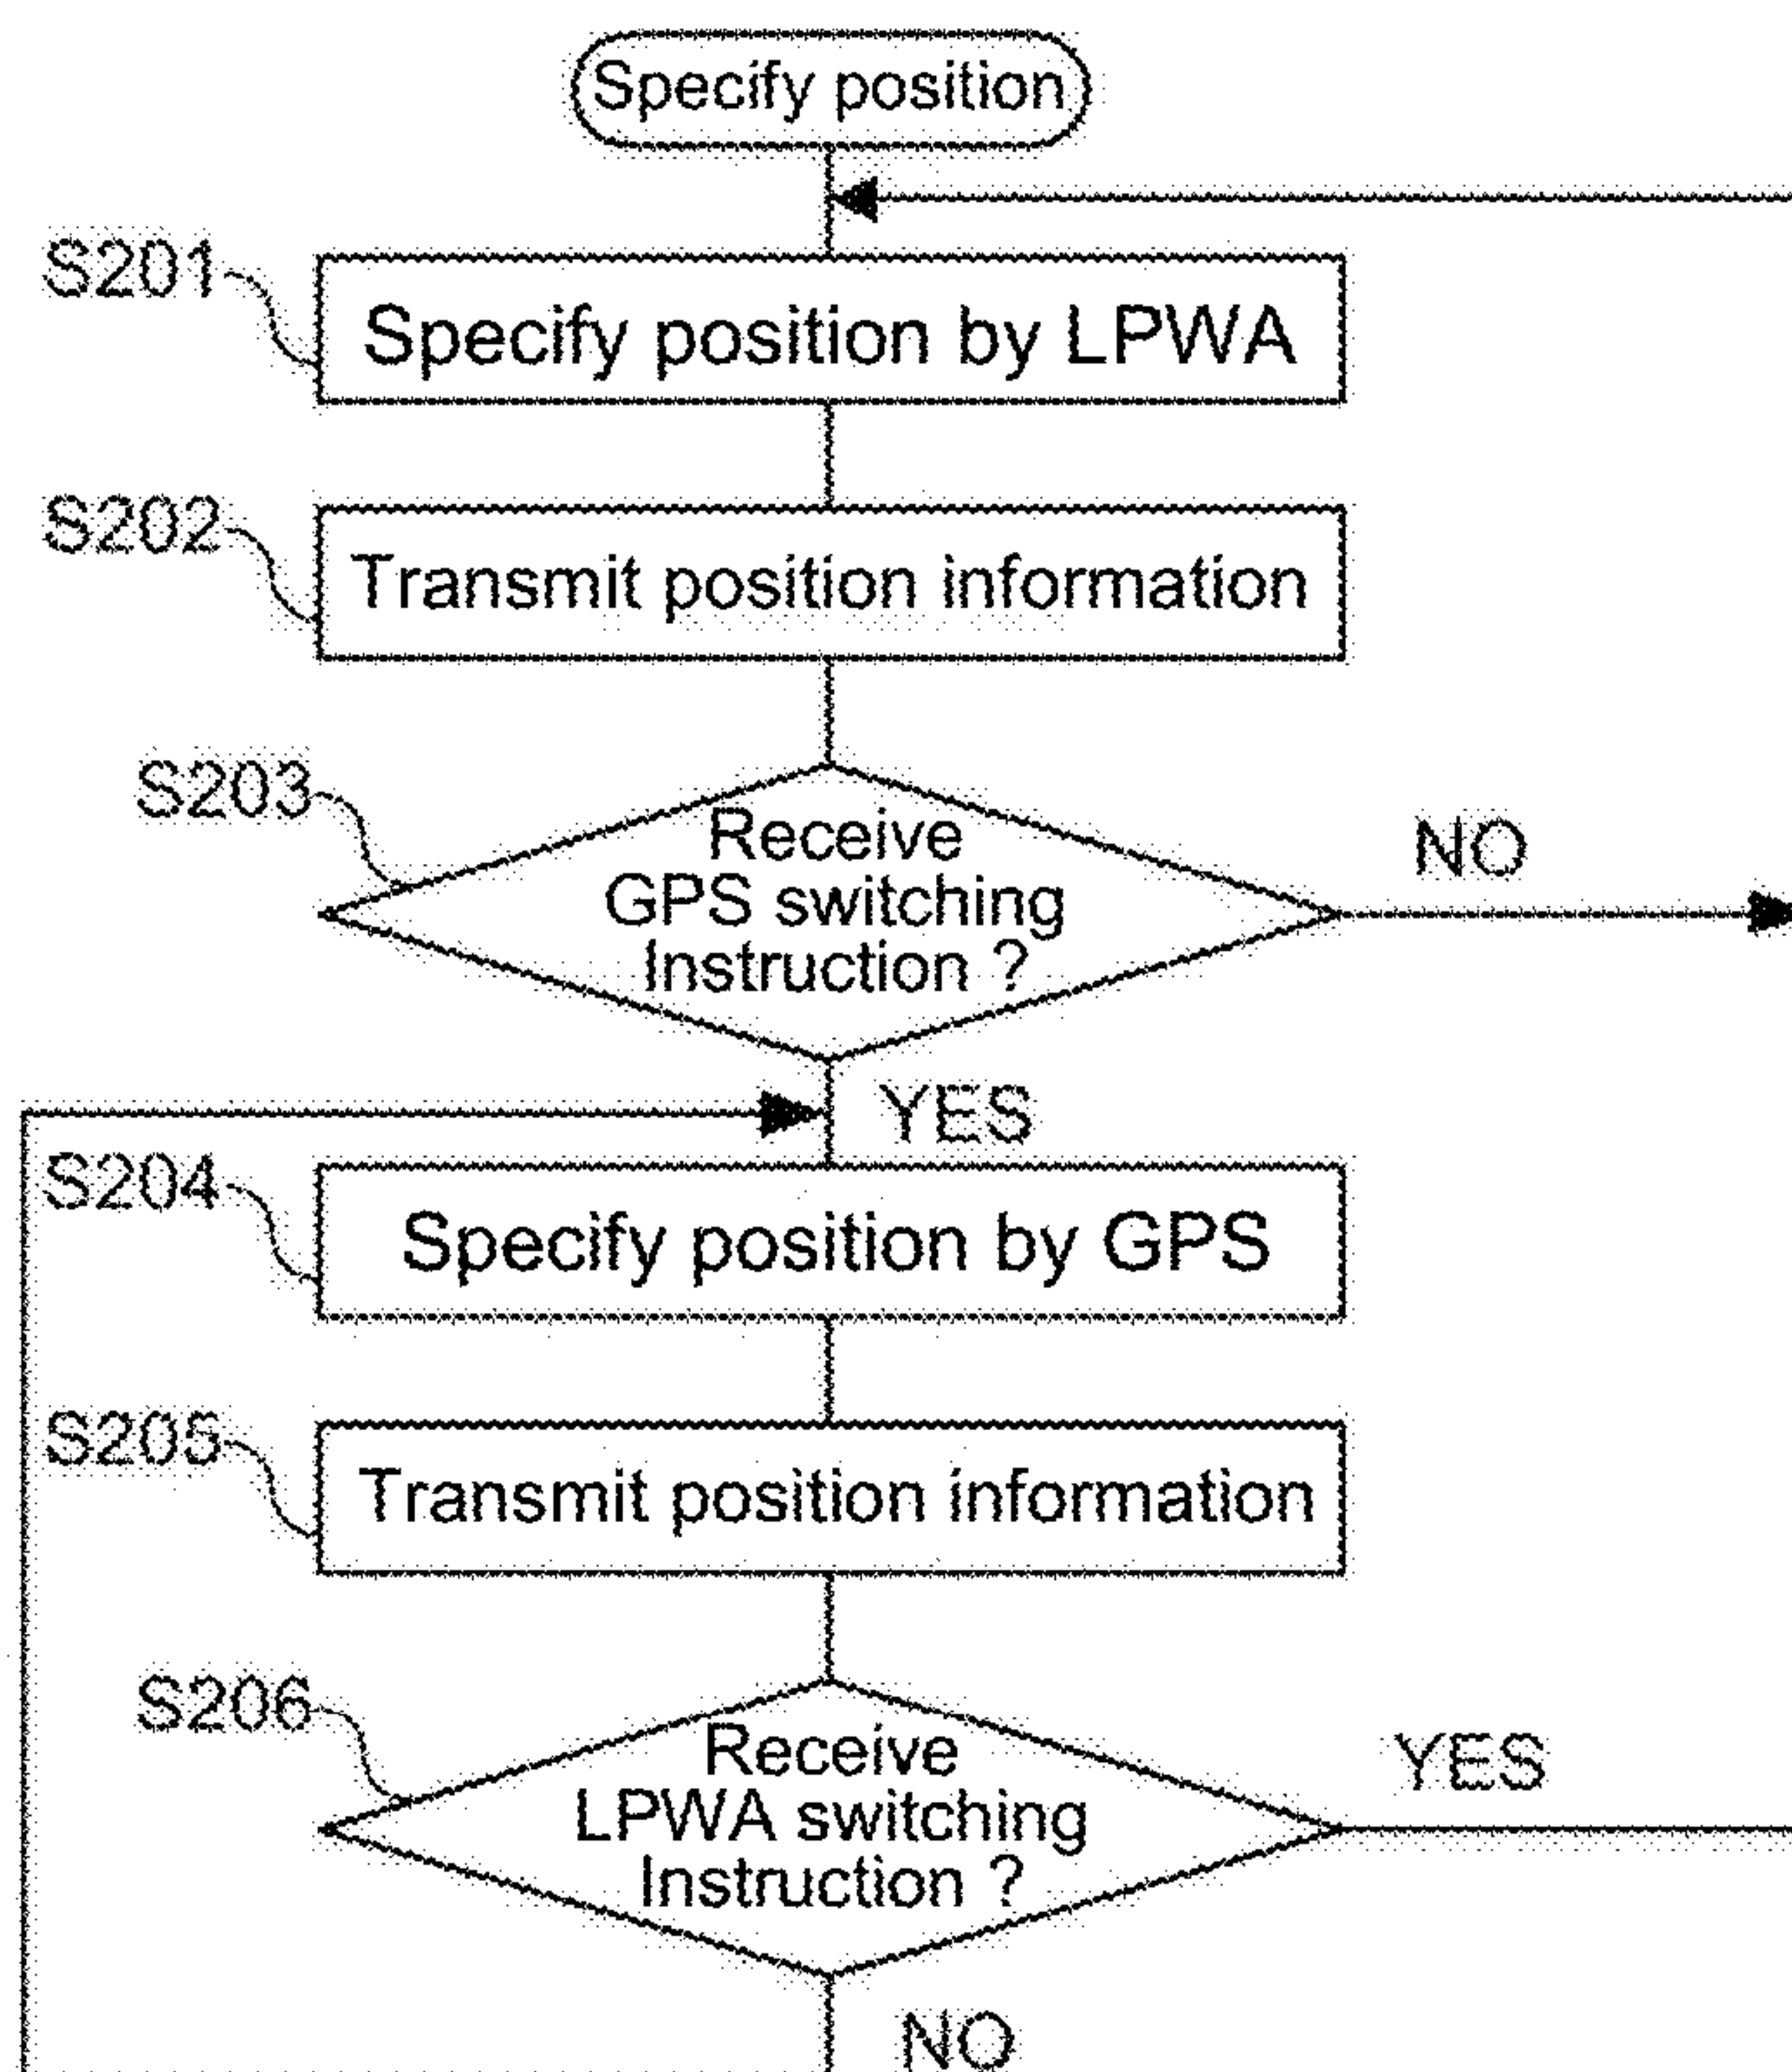 Specify position
S201
Specify position by LPWA
S202
Transmit position information
S203
Receive
GPS switching
Instruction ?
NO
YES
S204
Specify position by GPS
S205
Transmit position information
S206
Receive
LPWA switching
Instruction ?
YES
NO